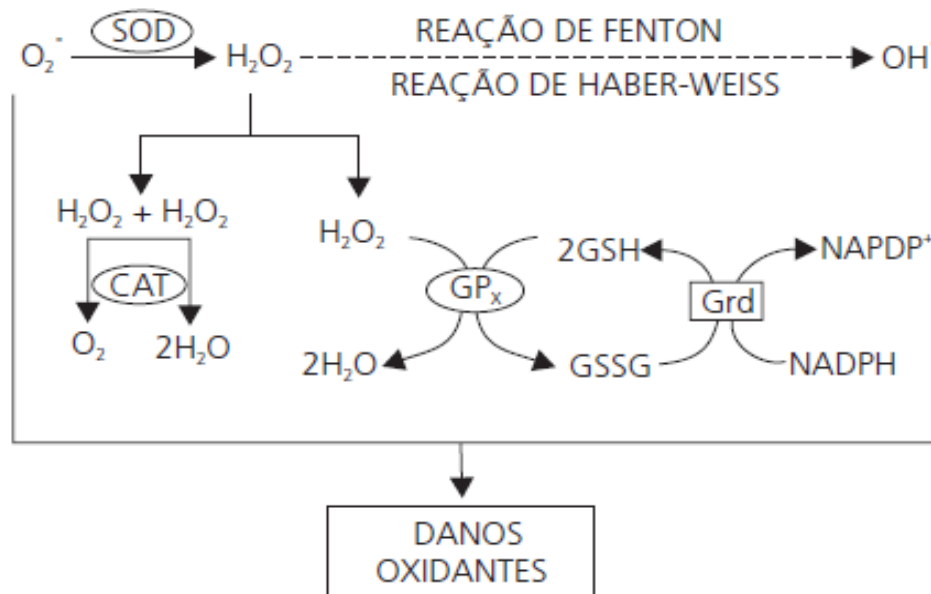 SOD
O₂⁻ H₂O₂ REAÇÃO DE FENTON OH
REAÇÃO DE HABER-WEISS
H₂O₂ + H₂O₂
CAT
O₂ 2H₂O
H₂O₂ 2GSH NAPDP⁺
GPₓ Grd
2H₂O GSSG NADPH
DANOS
OXIDANTES